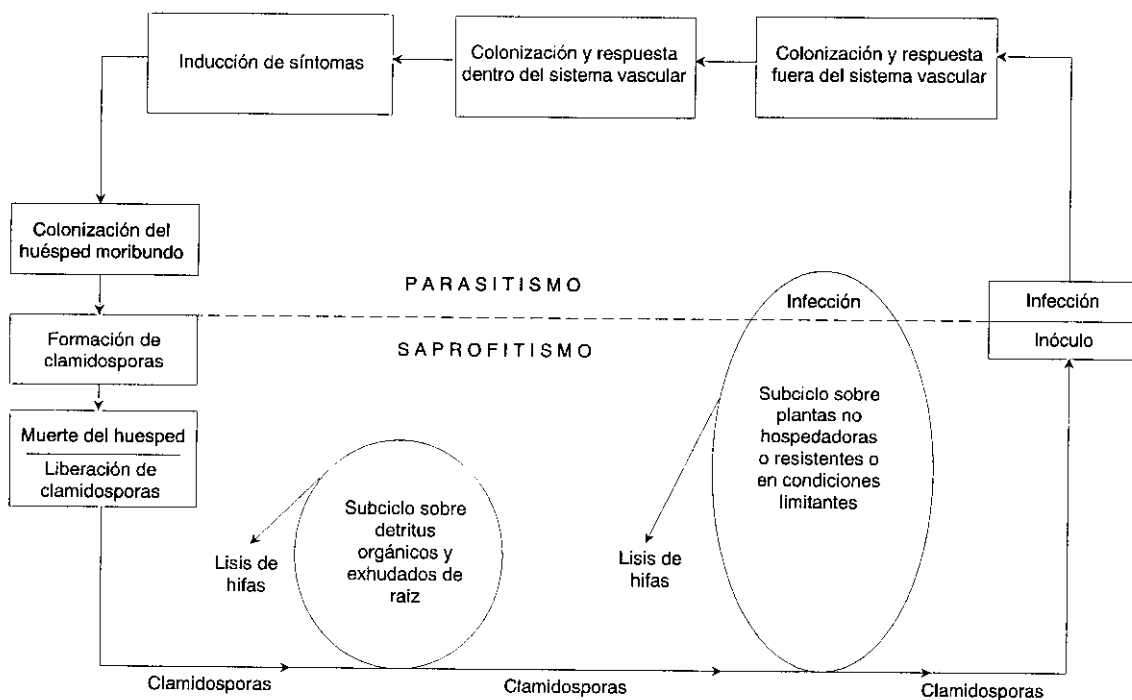 Inducción de síntomas
Colonización y respuesta
dentro del sistema vascular
Colonización y respuesta
fuera del sistema vascular
Colonización del
huésped moribundo
PARASITISMO
Infección
Infección
Formación de
clamidosporas
SAPROFITISMO
Inóculo
Muerte del huesped
Liberación de
clamidosporas
Subciclo sobre
plantas no
hospedadoras
o resistentes o
en condiciones
limitantes
Lisis de
hifas
Subciclo sobre
detritus
orgánicos y
exhudados de
raíz
Lisis de
hifas
Clamidosporas
Clamidosporas
Clamidosporas